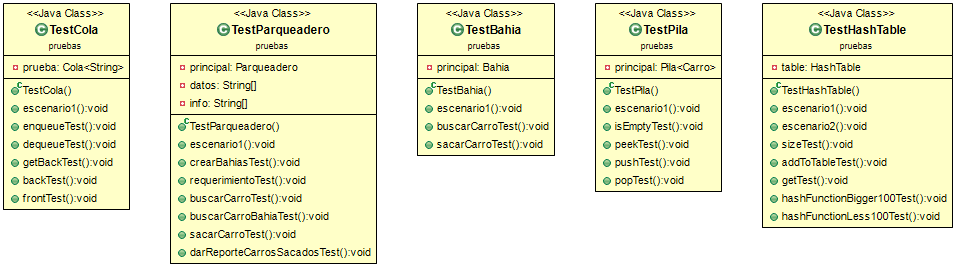 <<Java Class>>
TestCola
pruebas
prueba: Cola<String>
TestCola()
escenario1():void
enqueueTest():void
dequeueTest():void
getBackTest():void
backTest():void
frontTest():void
<<Java Class>>
TestParqueadero
pruebas
principal: Parqueadero
datos: String[]
info: String[]
TestParqueadero()
escenario1():void
crearBahiasTest():void
requerimientoTest():void
buscarCarroTest():void
buscarCarroBahiaTest():void
sacarCarroTest():void
darReporteCarrosSacadosTest():void
<<Java Class>>
TestBahia
pruebas
principal: Bahia
TestBahia()
escenario1():void
buscarCarroTest():void
sacarCarroTest():void
<<Java Class>>
TestPila
pruebas
principal: Pila<Carro>
TestPila()
escenario1():void
isEmptyTest():void
peekTest():void
pushTest():void
popTest():void
<<Java Class>>
TestHashTable
pruebas
table: HashTable
TestHashTable()
escenario1():void
escenario2():void
sizeTest():void
addToTableTest():void
getTest():void
hashFunctionBigger100Test():void
hashFunctionLess100Test():void